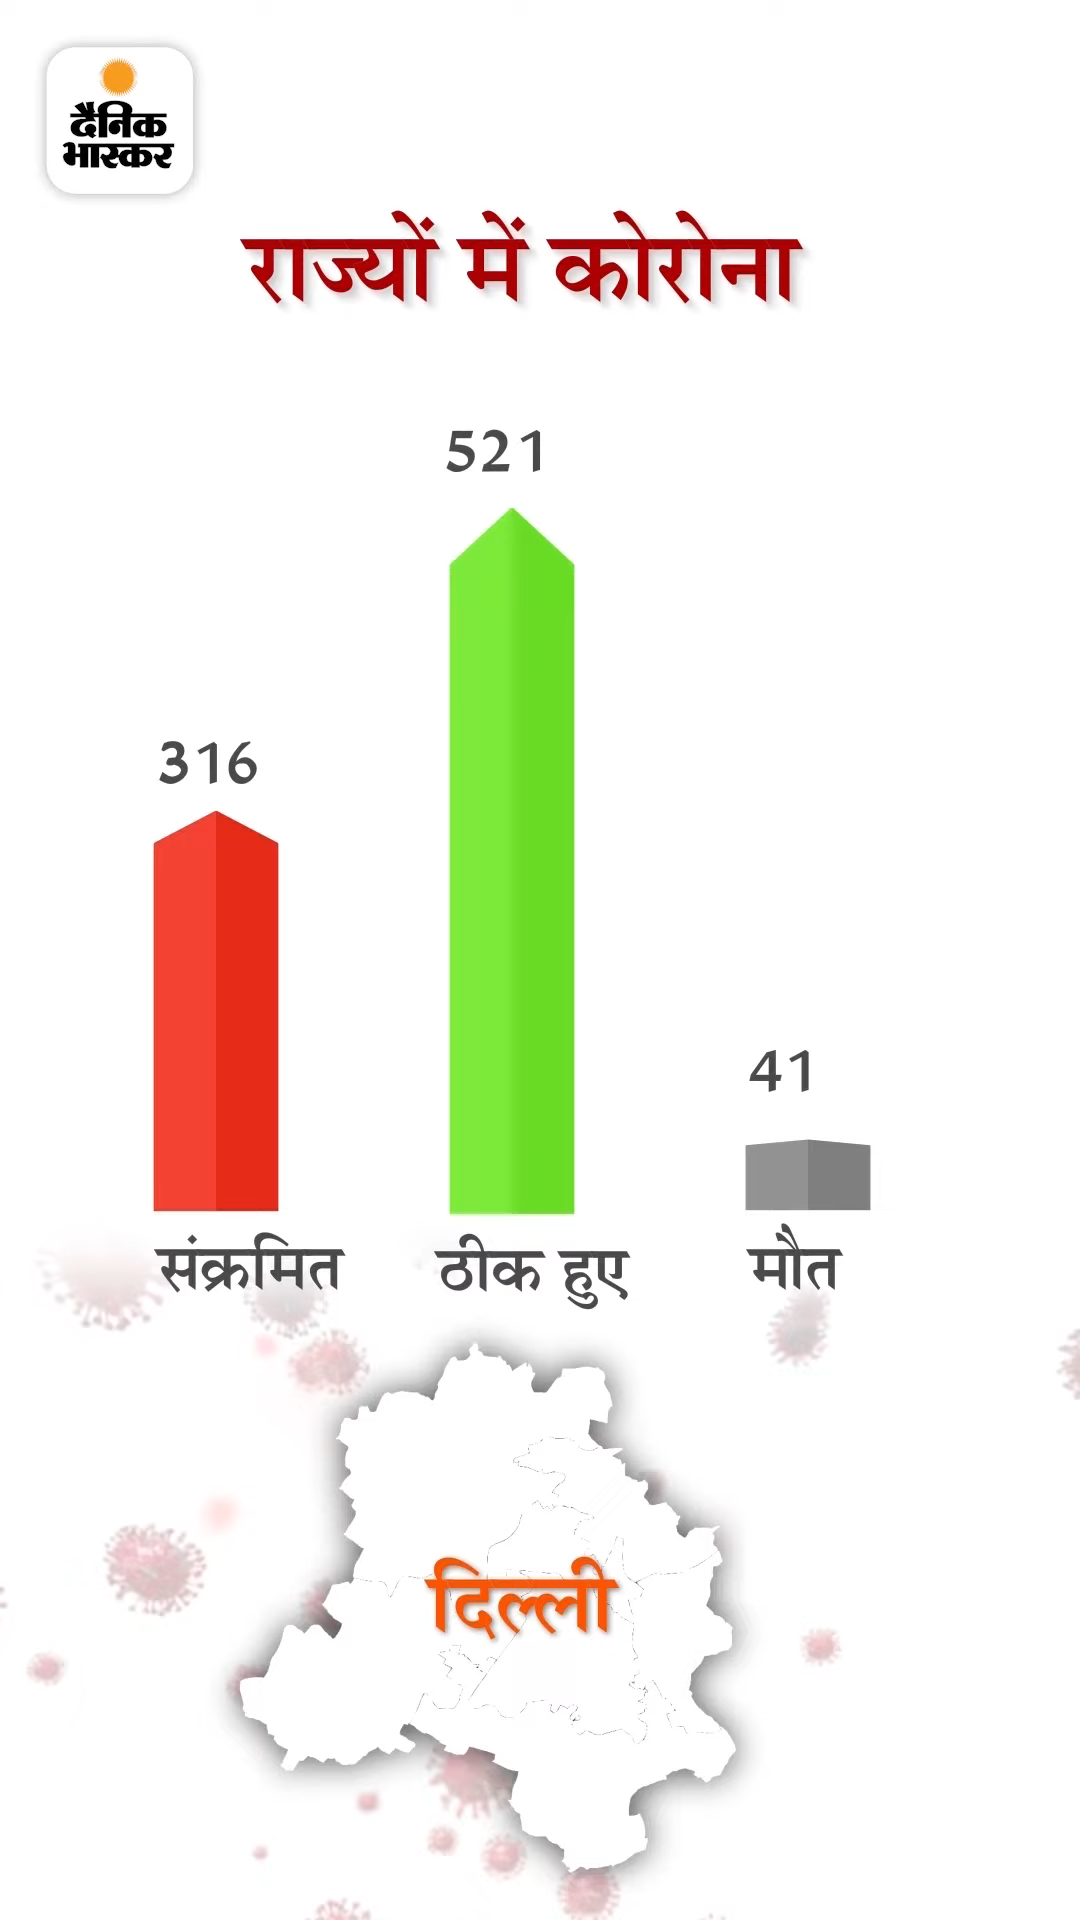 दैनिक
भास्कर
राज्यों में कोरोना
521
316
41
संक्रमित ठीक हुए मौत
दिल्ली